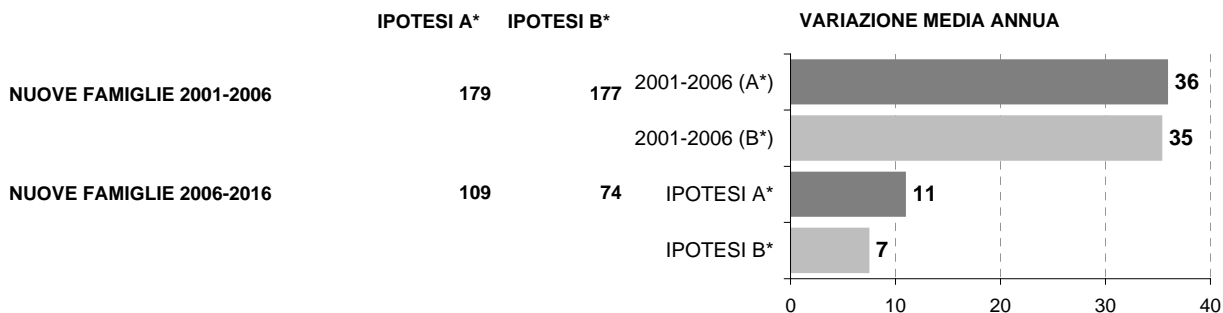 IPOTESI A* IPOTESI B* VARIAZIONE MEDIA ANNUA
NUOVE FAMIGLIE 2001-2006 179 177
NUOVE FAMIGLIE 2006-2016 109 74
2001-2006 (A*) 36
2001-2006 (B*) 35
IPOTESI A* 11
IPOTESI B* 7
0 10 20 30 40